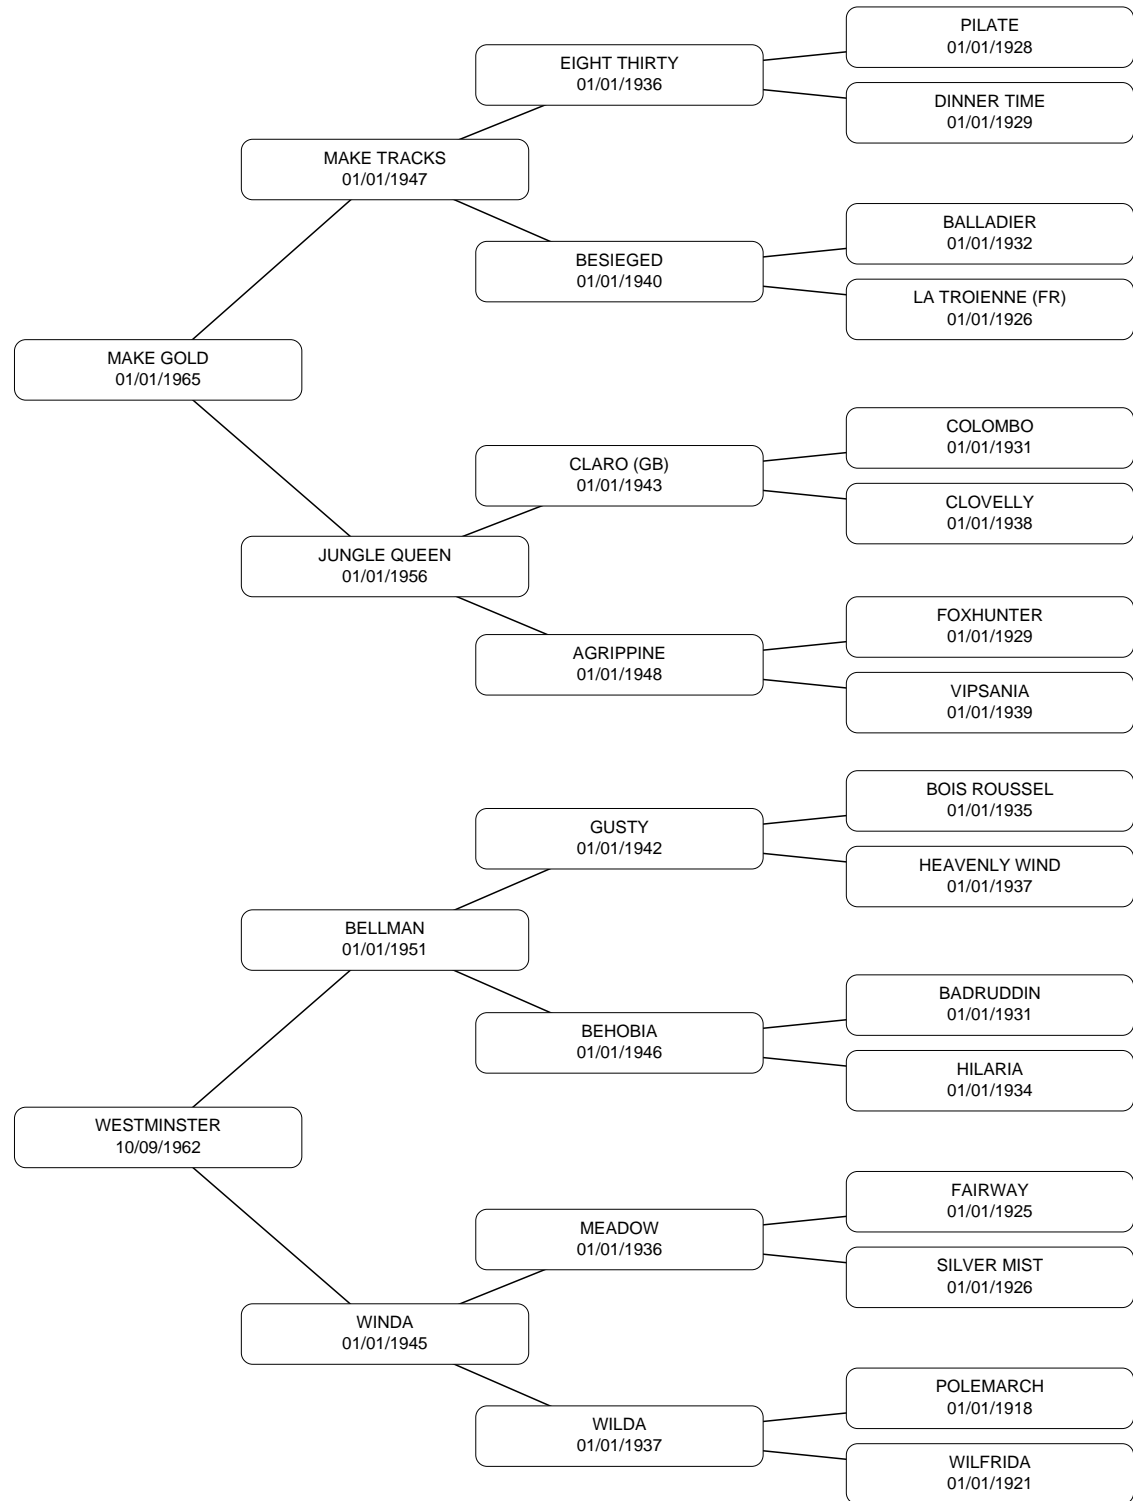 PILATE
01/01/1928
EIGHT THIRTY
01/01/1936
DINNER TIME
01/01/1929
MAKE TRACKS
01/01/1947
BALLADIER
01/01/1932
BESIEGED
01/01/1940
LA TROIENNE (FR)
01/01/1926
MAKE GOLD
01/01/1965
COLOMBO
01/01/1931
CLARO (GB)
01/01/1943
CLOVELLY
01/01/1938
JUNGLE QUEEN
01/01/1956
FOXHUNTER
01/01/1929
AGRIPPINE
01/01/1948
VIPSANIA
01/01/1939
BOIS ROUSSEL
01/01/1935
GUSTY
01/01/1942
HEAVENLY WIND
01/01/1937
BELLMAN
01/01/1951
BADRUDDIN
01/01/1931
BEHOBIA
01/01/1946
HILARIA
01/01/1934
WESTMINSTER
10/09/1962
FAIRWAY
01/01/1925
MEADOW
01/01/1936
SILVER MIST
01/01/1926
WINDA
01/01/1945
POLEMARCH
01/01/1918
WILDA
01/01/1937
WILFRIDA
01/01/1921